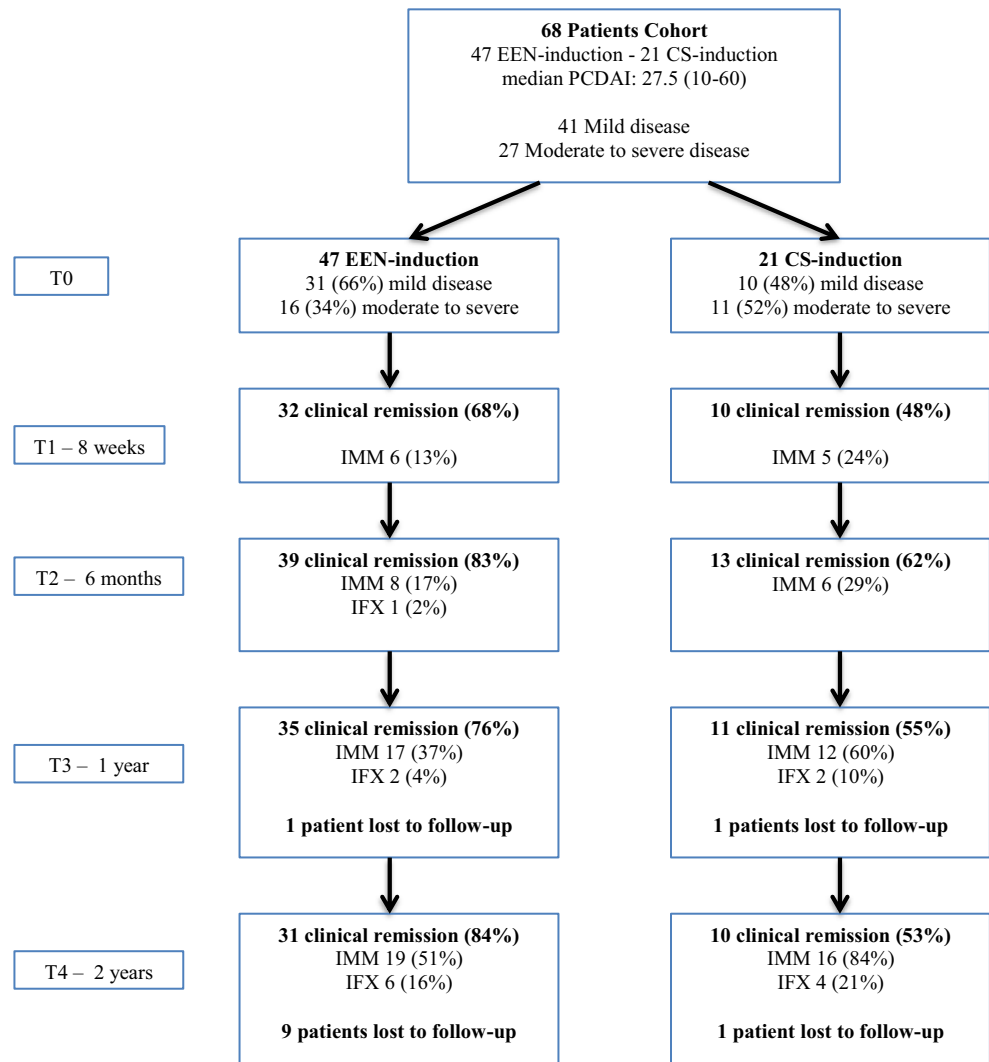 68 Patients Cohort
47 EEN-induction - 21 CS-induction
median PCDAI: 27.5 (10-60)
41 Mild disease
27 Moderate to severe disease
T0
47 EEN-induction
31 (66%) mild disease
16 (34%) moderate to severe
21 CS-induction
10 (48%) mild disease
11 (52%) moderate to severe
T1 – 8 weeks
32 clinical remission (68%)
IMM 6 (13%)
10 clinical remission (48%)
IMM 5 (24%)
T2 – 6 months
39 clinical remission (83%)
IMM 8 (17%)
IFX 1 (2%)
13 clinical remission (62%)
IMM 6 (29%)
T3 – 1 year
35 clinical remission (76%)
IMM 17 (37%)
IFX 2 (4%)
1 patient lost to follow-up
11 clinical remission (55%)
IMM 12 (60%)
IFX 2 (10%)
1 patients lost to follow-up
T4 – 2 years
31 clinical remission (84%)
IMM 19 (51%)
IFX 6 (16%)
9 patients lost to follow-up
10 clinical remission (53%)
IMM 16 (84%)
IFX 4 (21%)
1 patient lost to follow-up